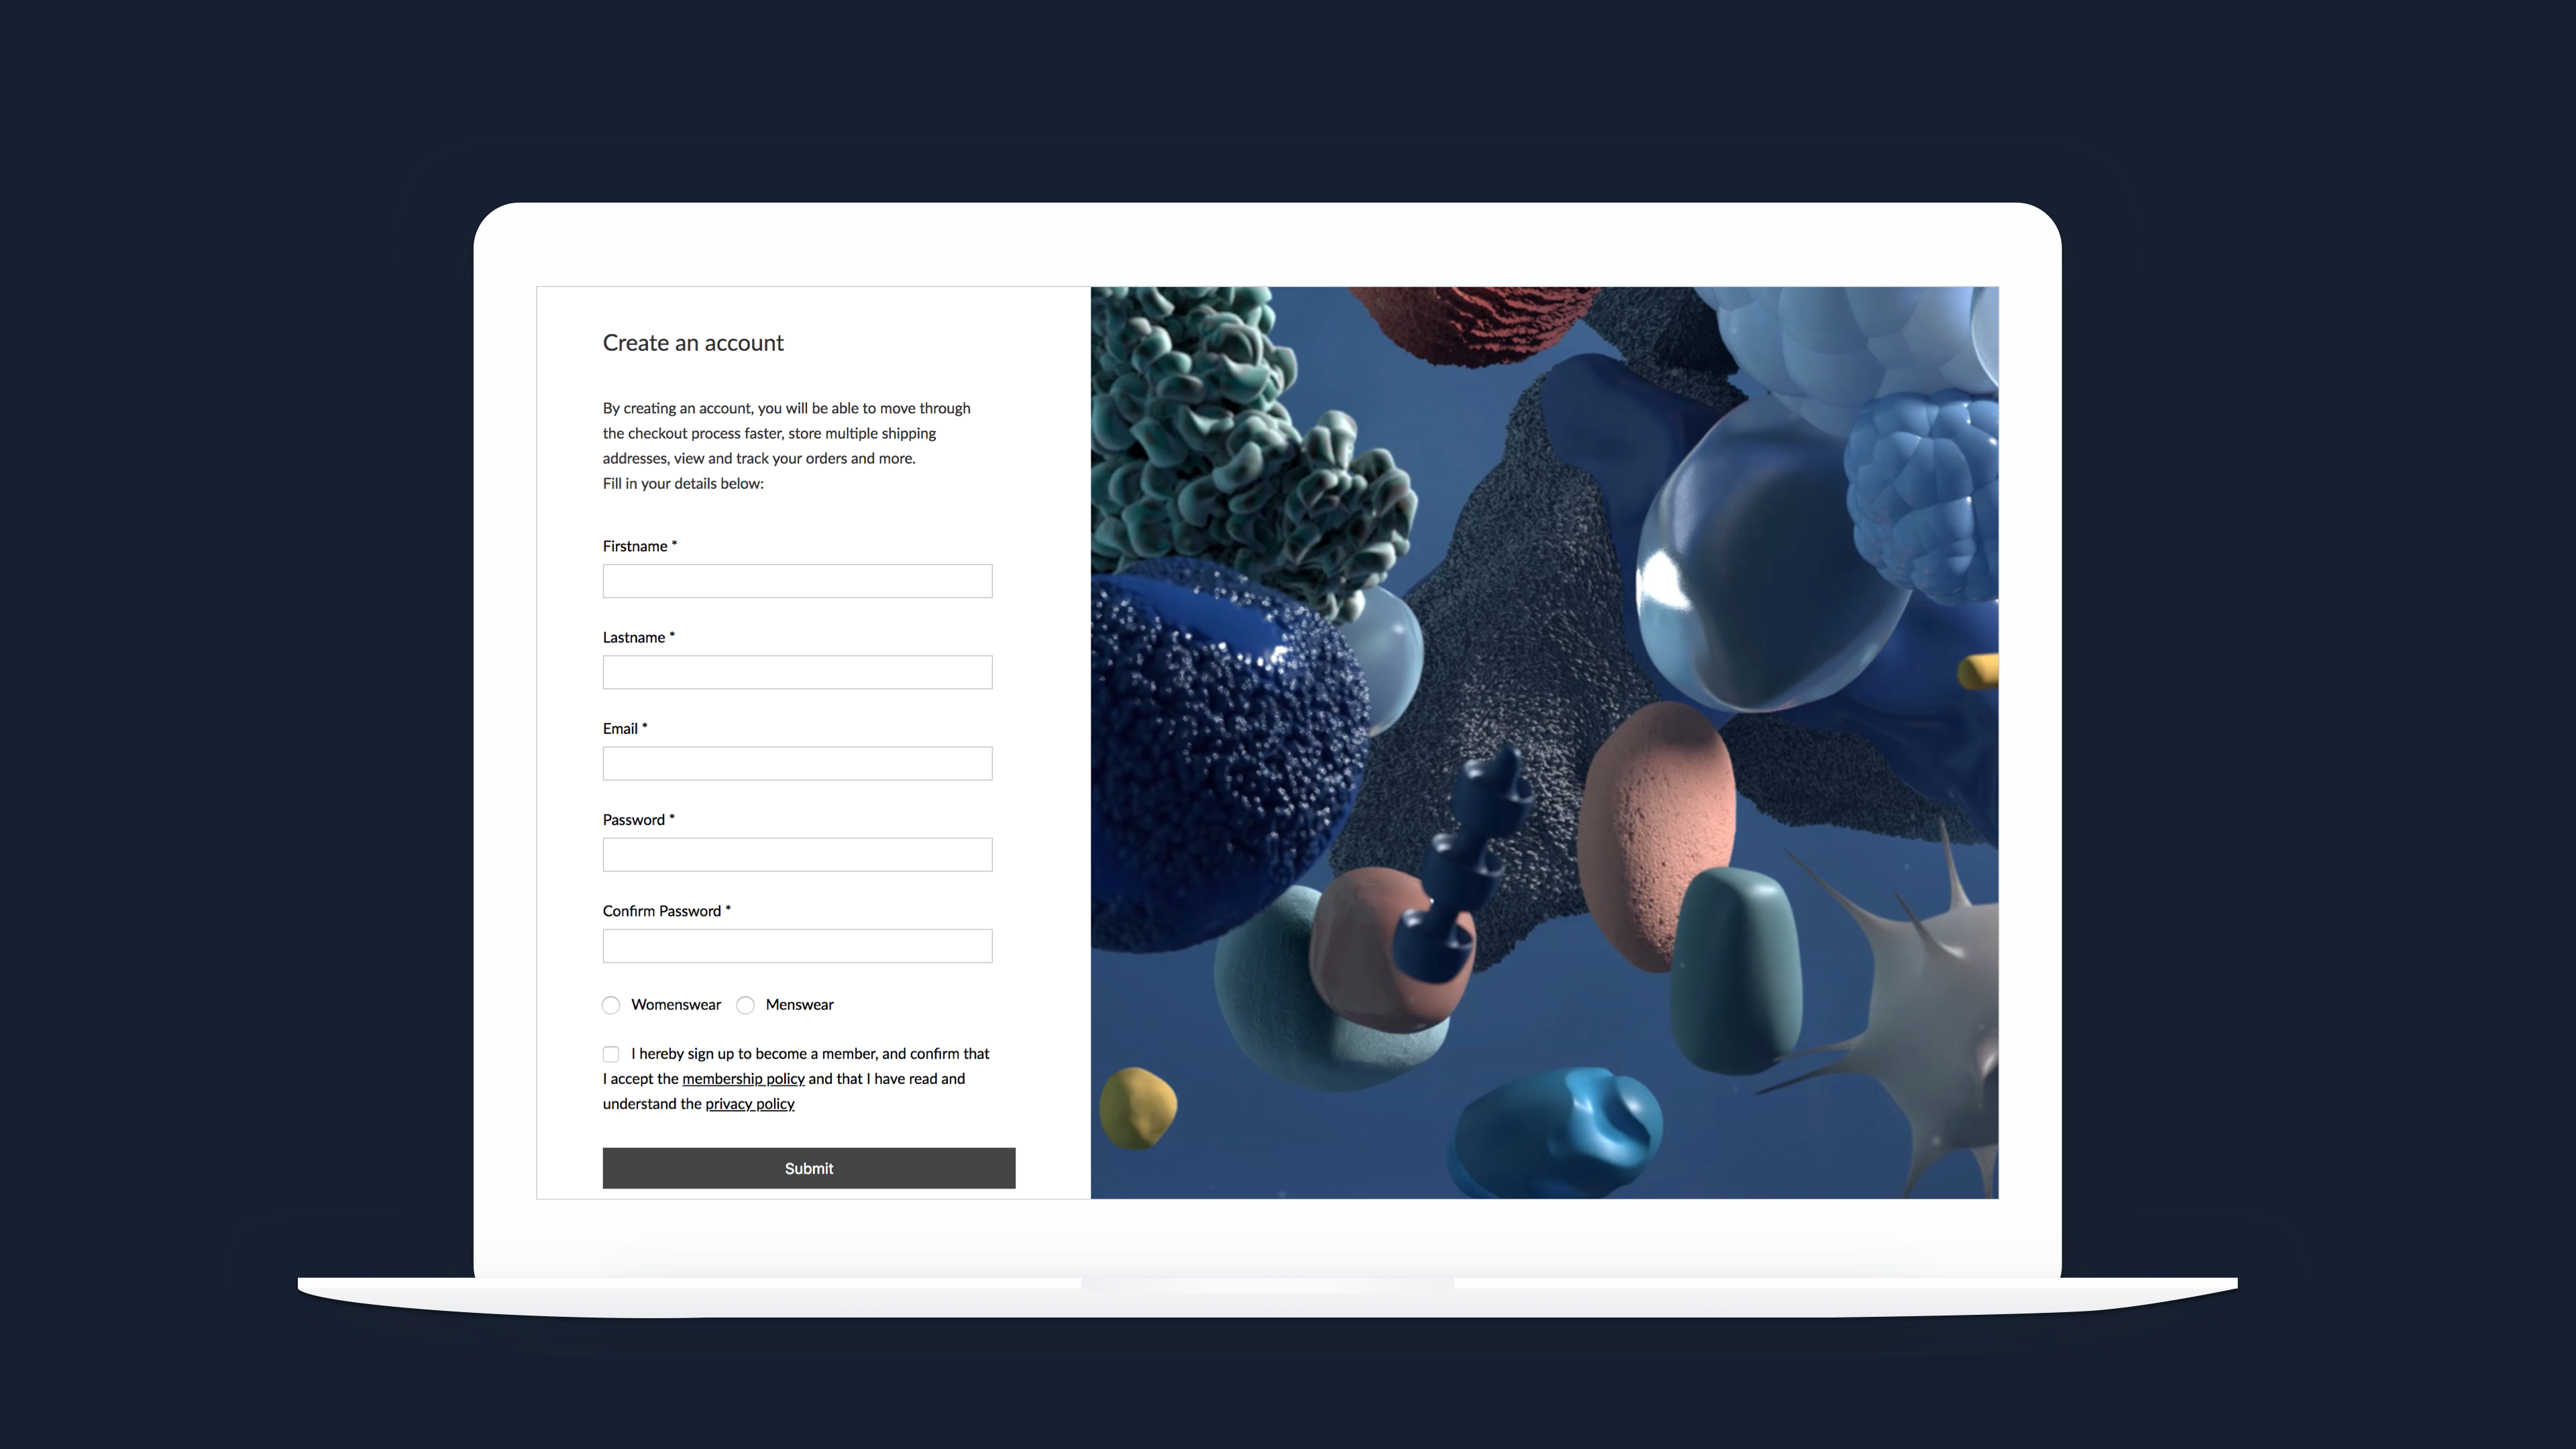 Create an account
By creating an account, you will be able to move through
the checkout process faster, store multiple shipping
addresses, view and track your orders and more.
Fill in your details below:
Firstname *
Lastname *
Email *
Password *
Confirm Password *
Womenswear Menswear
I hereby sign up to become a member, and confirm that
I accept the membership policy and that I have read and
understand the privacy policy
Submit